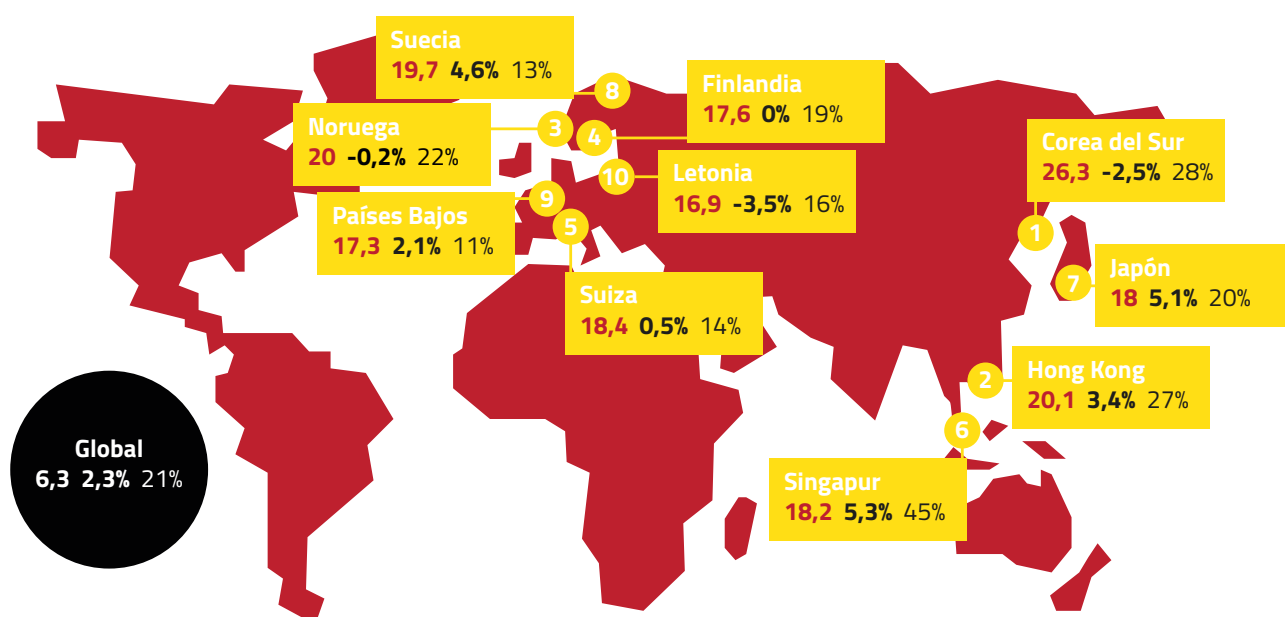 Suecia
19,7 4,6% 13%
8
Finlandia
17,6 0% 19%
4
Noruega
20 -0,2% 22%
3
Corea del Sur
26,3 -2,5% 28%
1
Letonia
16,9 -3,5% 16%
10
Países Bajos
17,3 2,1% 11%
9
5
Suiza
18,4 0,5% 14%
Japón
18 5,1% 20%
7
Hong Kong
20,1 3,4% 27%
2
6
Singapur
18,2 5,3% 45%
Global
6,3 2,3% 21%